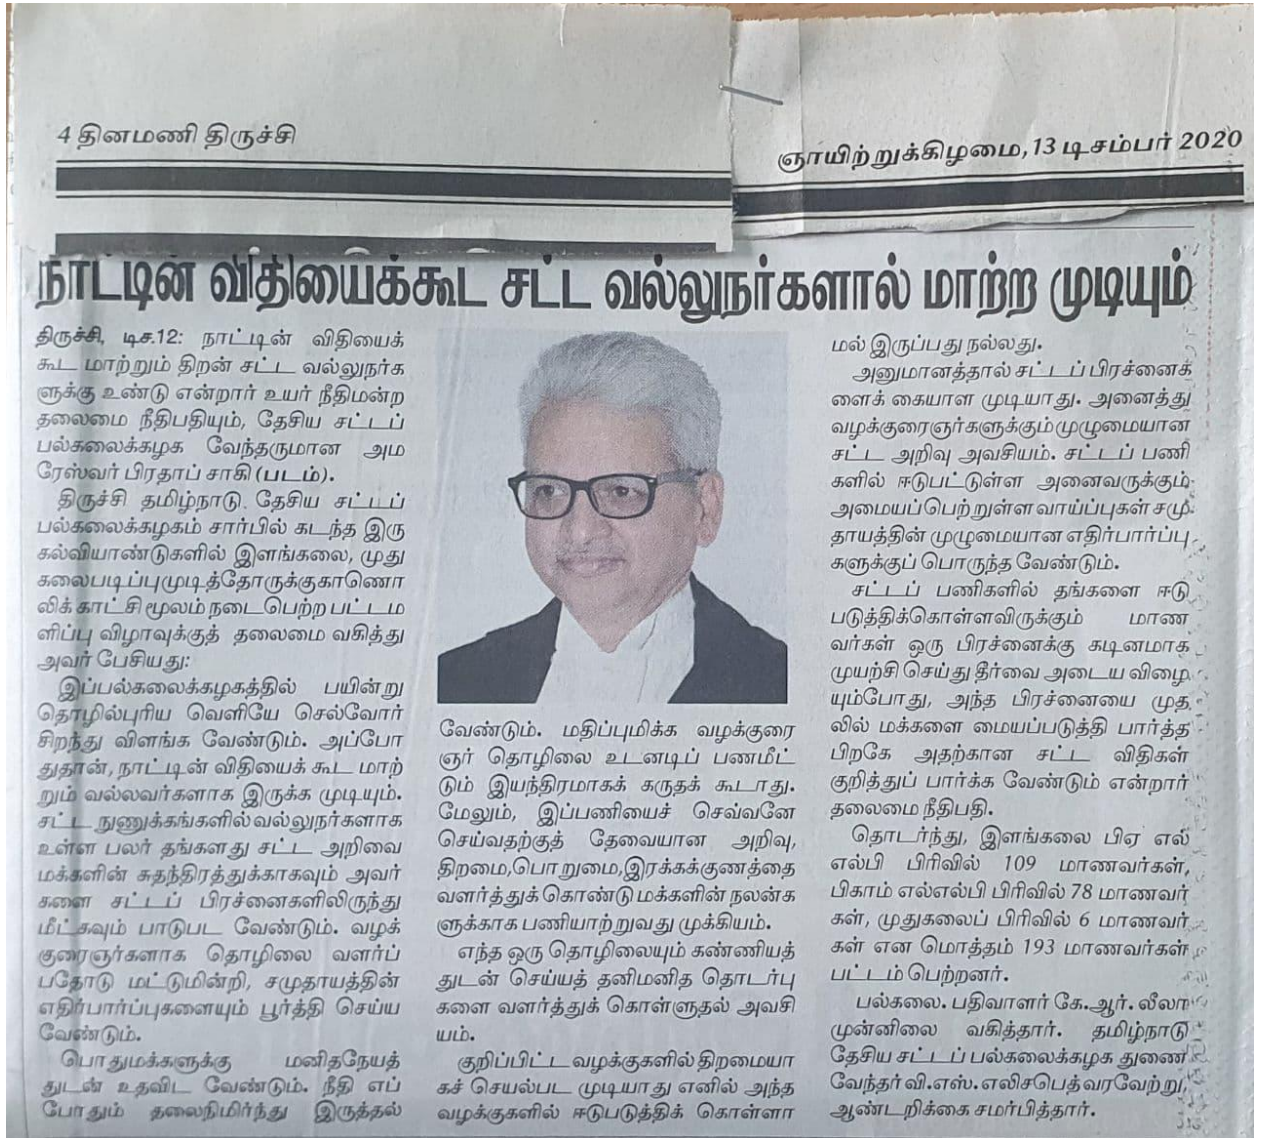 4 தினமணி திருச்சி
ஞாயிற்றுக்கிழமை, 13 டிசம்பர் 2020
நாட்டின் விதியைக்கூட சட்ட வல்லுநர்களால் மாற்ற முடியும்
திருச்சி, டிச.12: நாட்டின் விதியைக்
கூட மாற்றும் திறன் சட்ட வல்லுநர்க
ளுக்கு உண்டு என்றார் உயர் நீதிமன்ற
தலைமை நீதிபதியும், தேசிய சட்டப்
பல்கலைக்கழக வேந்தருமான அம
ரேஸ்வர் பிரதாப் சாகி (படம்).
திருச்சி தமிழ்நாடு தேசிய சட்டப்
பல்கலைக்கழகம் சார்பில் கடந்த இரு
கல்வியாண்டுகளில் இளங்கலை, முது
கலைபடிப்புமுடித்தோருக்குகாணொ
லிக் காட்சி மூலம் நடைபெற்ற பட்டம
ளிப்பு விழாவுக்குத் தலைமை வகித்து
அவர் பேசியது:
இப்பல்கலைக்கழகத்தில் பயின்று
தொழில்புரிய வெளியே செல்வோர்
சிறந்து விளங்க வேண்டும். அப்போ
துதான், நாட்டின் விதியைக் கூட மாற்
றும் வல்லவர்களாக இருக்க முடியும்.
சட்ட நுணுக்கங்களில் வல்லுநர்களாக
உள்ள பலர் தங்களது சட்ட அறிவை
மக்களின் சுதந்திரத்துக்காகவும் அவர்
களை சட்டப் பிரச்னைகளிலிருந்து
மீட்கவும் பாடுபட வேண்டும். வழக்
குரைஞர்களாக தொழிலை வளர்ப்
பதோடு மட்டுமின்றி, சமுதாயத்தின்
எதிர்பார்ப்புகளையும் பூர்த்தி செய்ய
வேண்டும்.
பொதுமக்களுக்கு மனிதநேயத்
துடன் உதவிட வேண்டும். நீதி எப்
போதும் தலைநிமிர்ந்து இருத்தல்
வேண்டும். மதிப்புமிக்க வழக்குரை
ஞர் தொழிலை உடனடிப் பணமீட்
டும் இயந்திரமாகக் கருதக் கூடாது.
மேலும், இப்பணியைச் செவ்வனே
செய்வதற்குத் தேவையான அறிவு,
திறமை,பொறுமை,இரக்கக்குணத்தை
வளர்த்துக் கொண்டு மக்களின் நலன்க
ளுக்காக பணியாற்றுவது முக்கியம்.
எந்த ஒரு தொழிலையும் கண்ணியத்
துடன் செய்யத் தனிமனித தொடர்பு
களை வளர்த்துக் கொள்ளுதல் அவசி
யம்.
குறிப்பிட்ட வழக்குகளில் திறமையா
கச் செயல்பட முடியாது எனில் அந்த
வழக்குகளில் ஈடுபடுத்திக் கொள்ளா
மல் இருப்பது நல்லது.
அனுமானத்தால் சட்டப் பிரச்னைக
ளைக் கையாள முடியாது. அனைத்து
வழக்குரைஞர்களுக்கும்முழுமையான
சட்ட அறிவு அவசியம். சட்டப் பணி
களில் ஈடுபட்டுள்ள அனைவருக்கும்
அமையப்பெற்றுள்ள வாய்ப்புகள் சமு
தாயத்தின் முழுமையான எதிர்பார்ப்பு
களுக்குப் பொருந்த வேண்டும்.
சட்டப் பணிகளில் தங்களை ஈடு
படுத்திக்கொள்ளவிருக்கும் மாண
வர்கள் ஒரு பிரச்னைக்கு கடினமாக
முயற்சி செய்து தீர்வை அடைய விழை
யும்போது, அந்த பிரச்னையை முத
லில் மக்களை மையப்படுத்தி பார்த்த
பிறகே அதற்கான சட்ட விதிகள்
குறித்துப் பார்க்க வேண்டும் என்றார்
தலைமை நீதிபதி.
தொடர்ந்து, இளங்கலை பிஏ எல்
எல்பி பிரிவில் 109 மாணவர்கள்,
பிகாம் எல்எல்பி பிரிவில் 78 மாணவர்
கள், முதுகலைப் பிரிவில் 6 மாணவர்
கள் என மொத்தம் 193 மாணவர்கள்
பட்டம் பெற்றனர்.
பல்கலை. பதிவாளர் கே.ஆர். லீலா
முன்னிலை வகித்தார். தமிழ்நாடு
தேசிய சட்டப் பல்கலைக்கழக துணை
வேந்தர் வி.எஸ். எலிசபெத் வரவேற்று,
ஆண்டறிக்கை சமர்பித்தார்.